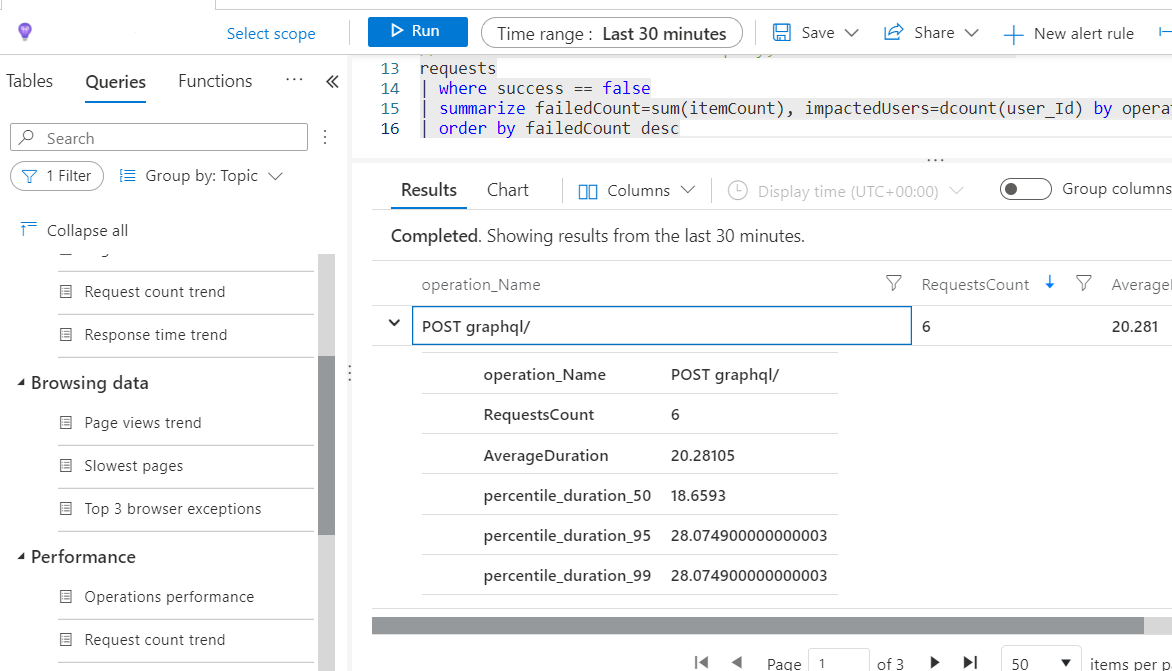 Select scope
Run
Time range : Last 30 minutes
Save
Share
New alert rule
Tables
Queries
Functions
...
«
Search
1 Filter
Group by: Topic
Collapse all
Request count trend
Response time trend
Browsing data
Page views trend
Slowest pages
Top 3 browser exceptions
Performance
Operations performance
Request count trend
13 requests
14 | where success == false
15 | summarize failedCount=sum(itemCount), impactedUsers=dcount(user_Id) by opera
16 | order by failedCount desc
...
Results
Chart
Columns
Display time (UTC+00:00)
Group columns
Completed. Showing results from the last 30 minutes.
operation_Name RequestsCount Average
POST graphql/ 6 20.281
operation_Name POST graphql/
RequestsCount 6
AverageDuration 20.28105
percentile_duration_50 18.6593
percentile_duration_95 28.074900000000003
percentile_duration_99 28.074900000000003
Page 1 of 3 50 items per p